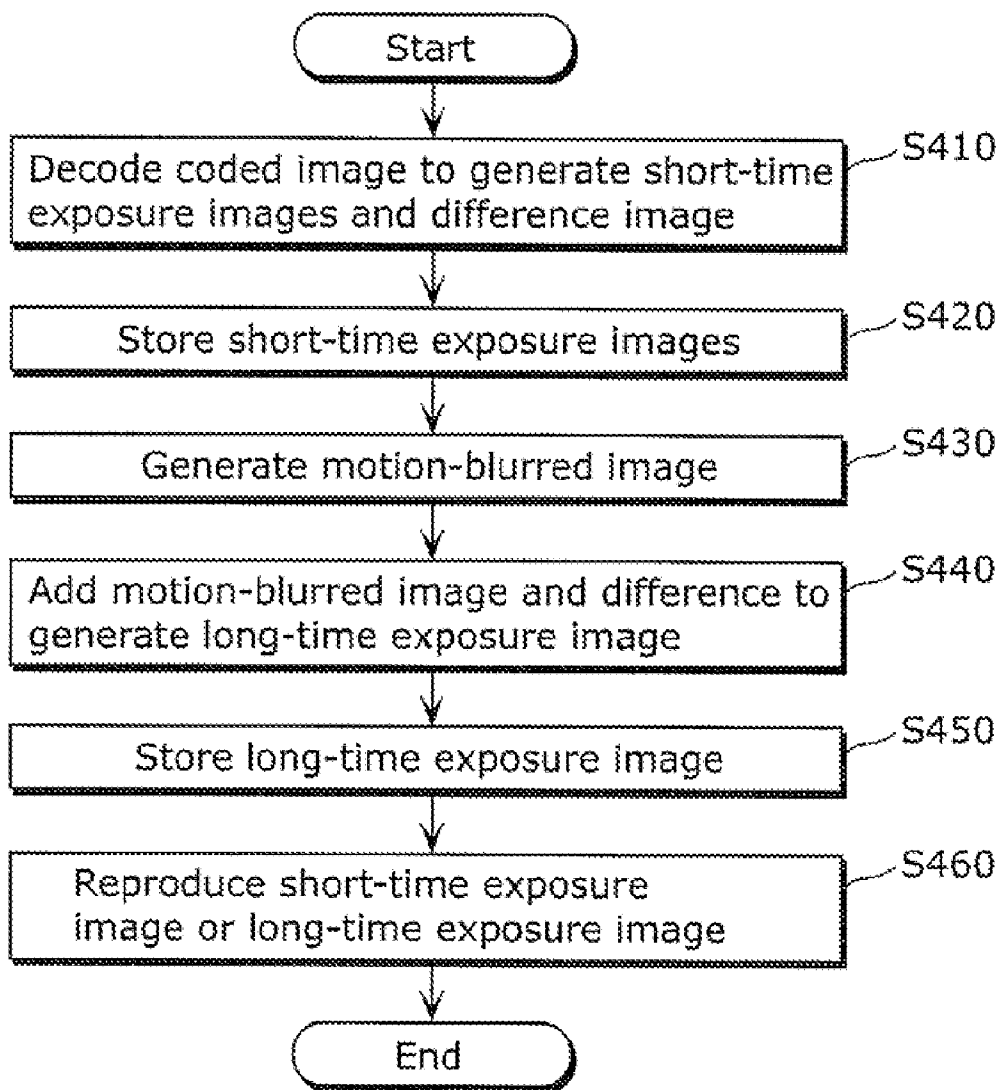 Start
S410
Decode coded image to generate short-time
exposure images and difference image
S420
Store short-time exposure images
S430
Generate motion-blurred image
S440
Add motion-blurred image and difference to
generate long-time exposure image
S450
Store long-time exposure image
S460
Reproduce short-time exposure
image or long-time exposure image
End